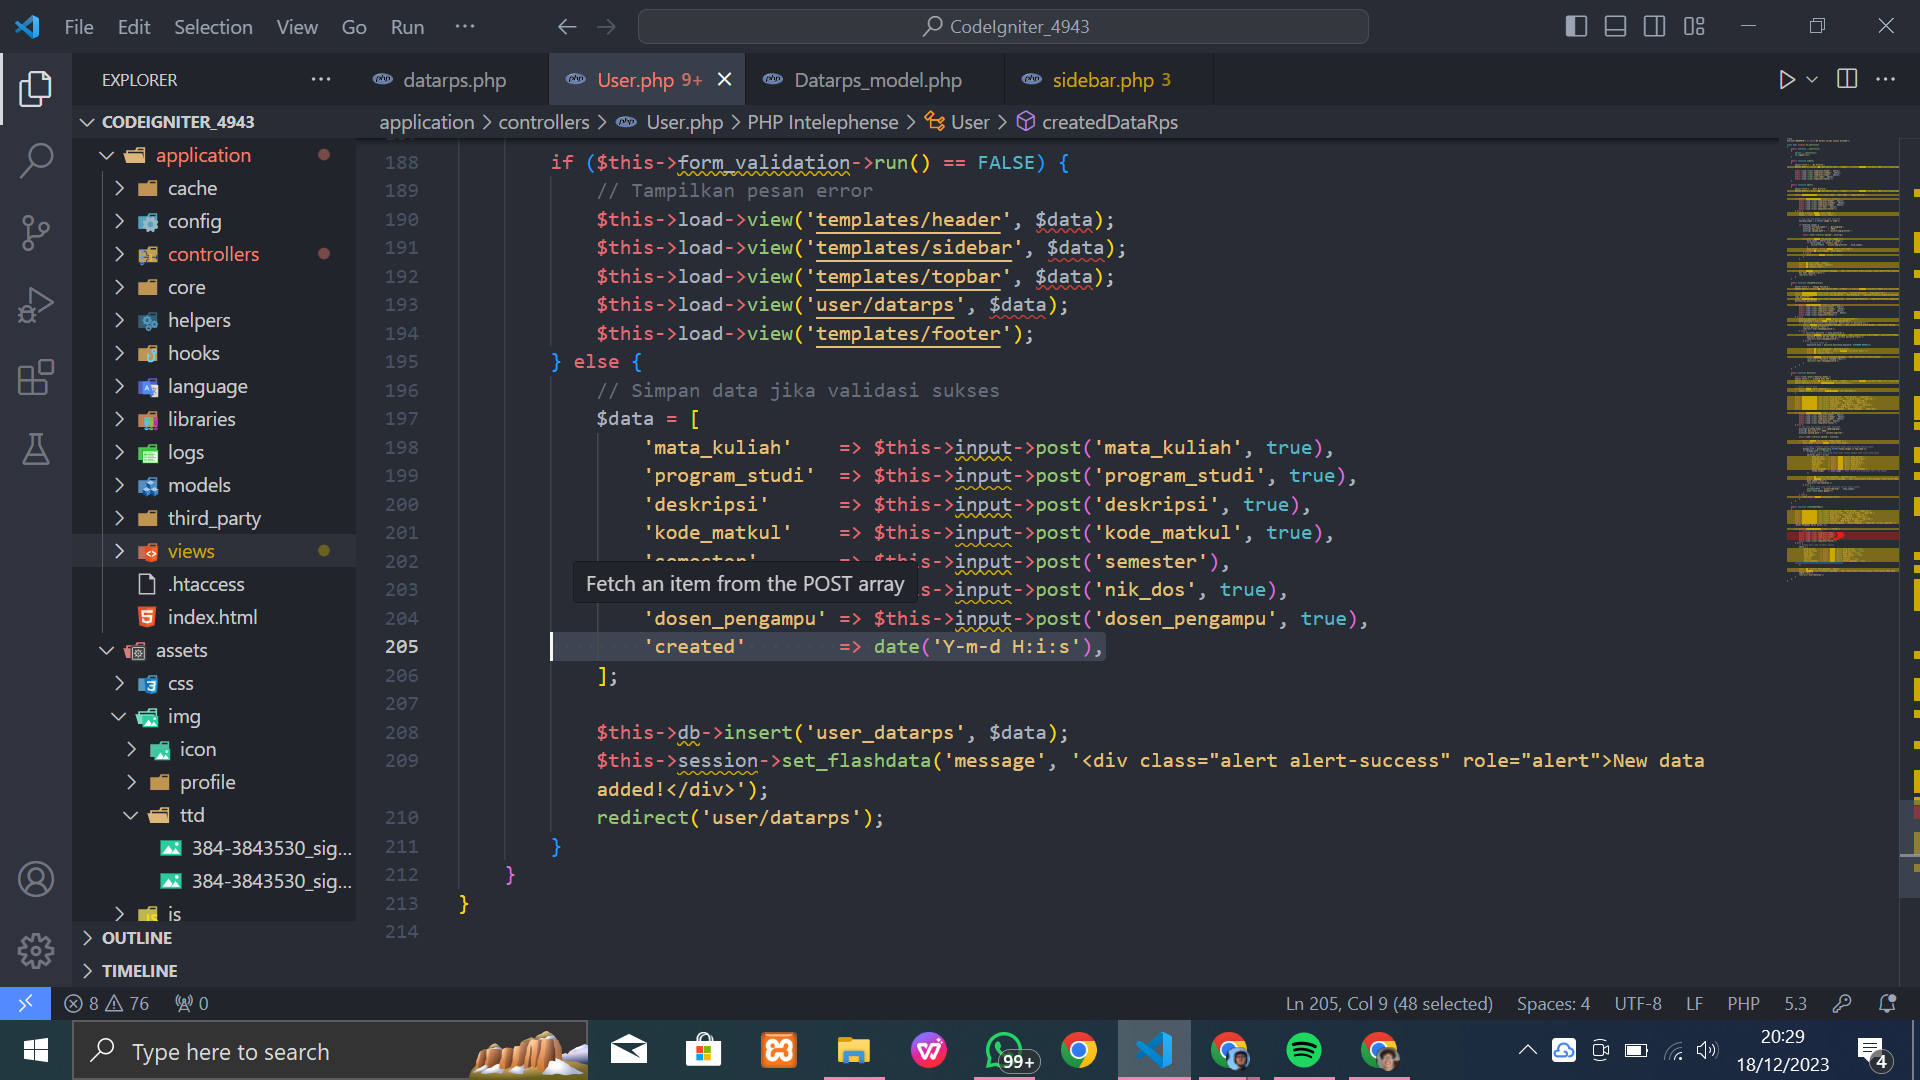 File Edit Selection View Go Run ···
CodeIgniter_4943
EXPLORER
datarps.php
User.php 9+
Datarps_model.php
sidebar.php 3
CODEIGNITER_4943
application > controllers > User.php > PHP Intelephense > User > createdDataRps
application
cache
config
controllers
core
helpers
hooks
language
libraries
logs
models
third_party
views
.htaccess
index.html
assets
css
img
icon
profile
ttd
384-3843530_sig...
384-3843530_sig...
js
OUTLINE
TIMELINE
188 if ($this->form_validation->run() == FALSE) {
189 // Tampilkan pesan error
190 $this->load->view('templates/header', $data);
191 $this->load->view('templates/sidebar', $data);
192 $this->load->view('templates/topbar', $data);
193 $this->load->view('user/datarps', $data);
194 $this->load->view('templates/footer');
195 } else {
196 // Simpan data jika validasi sukses
197 $data = [
198 'mata_kuliah' => $this->input->post('mata_kuliah', true),
199 'program_studi' => $this->input->post('program_studi', true),
200 'deskripsi' => $this->input->post('deskripsi', true),
201 'kode_matkul' => $this->input->post('kode_matkul', true),
202 'semester' => $this->input->post('semester'),
Fetch an item from the POST array
203 s->input->post('nik_dos', true),
204 'dosen_pengampu' => $this->input->post('dosen_pengampu', true),
205 'created' => date('Y-m-d H:i:s'),
206 ];
207
208 $this->db->insert('user_datarps', $data);
209 $this->session->set_flashdata('message', '<div class="alert alert-success" role="alert">New data
added!</div>');
210 redirect('user/datarps');
211 }
212 }
213 }
214
8 76 0
Ln 205, Col 9 (48 selected) Spaces: 4 UTF-8 LF PHP 5.3
Type here to search
99+
20:29
18/12/2023
4